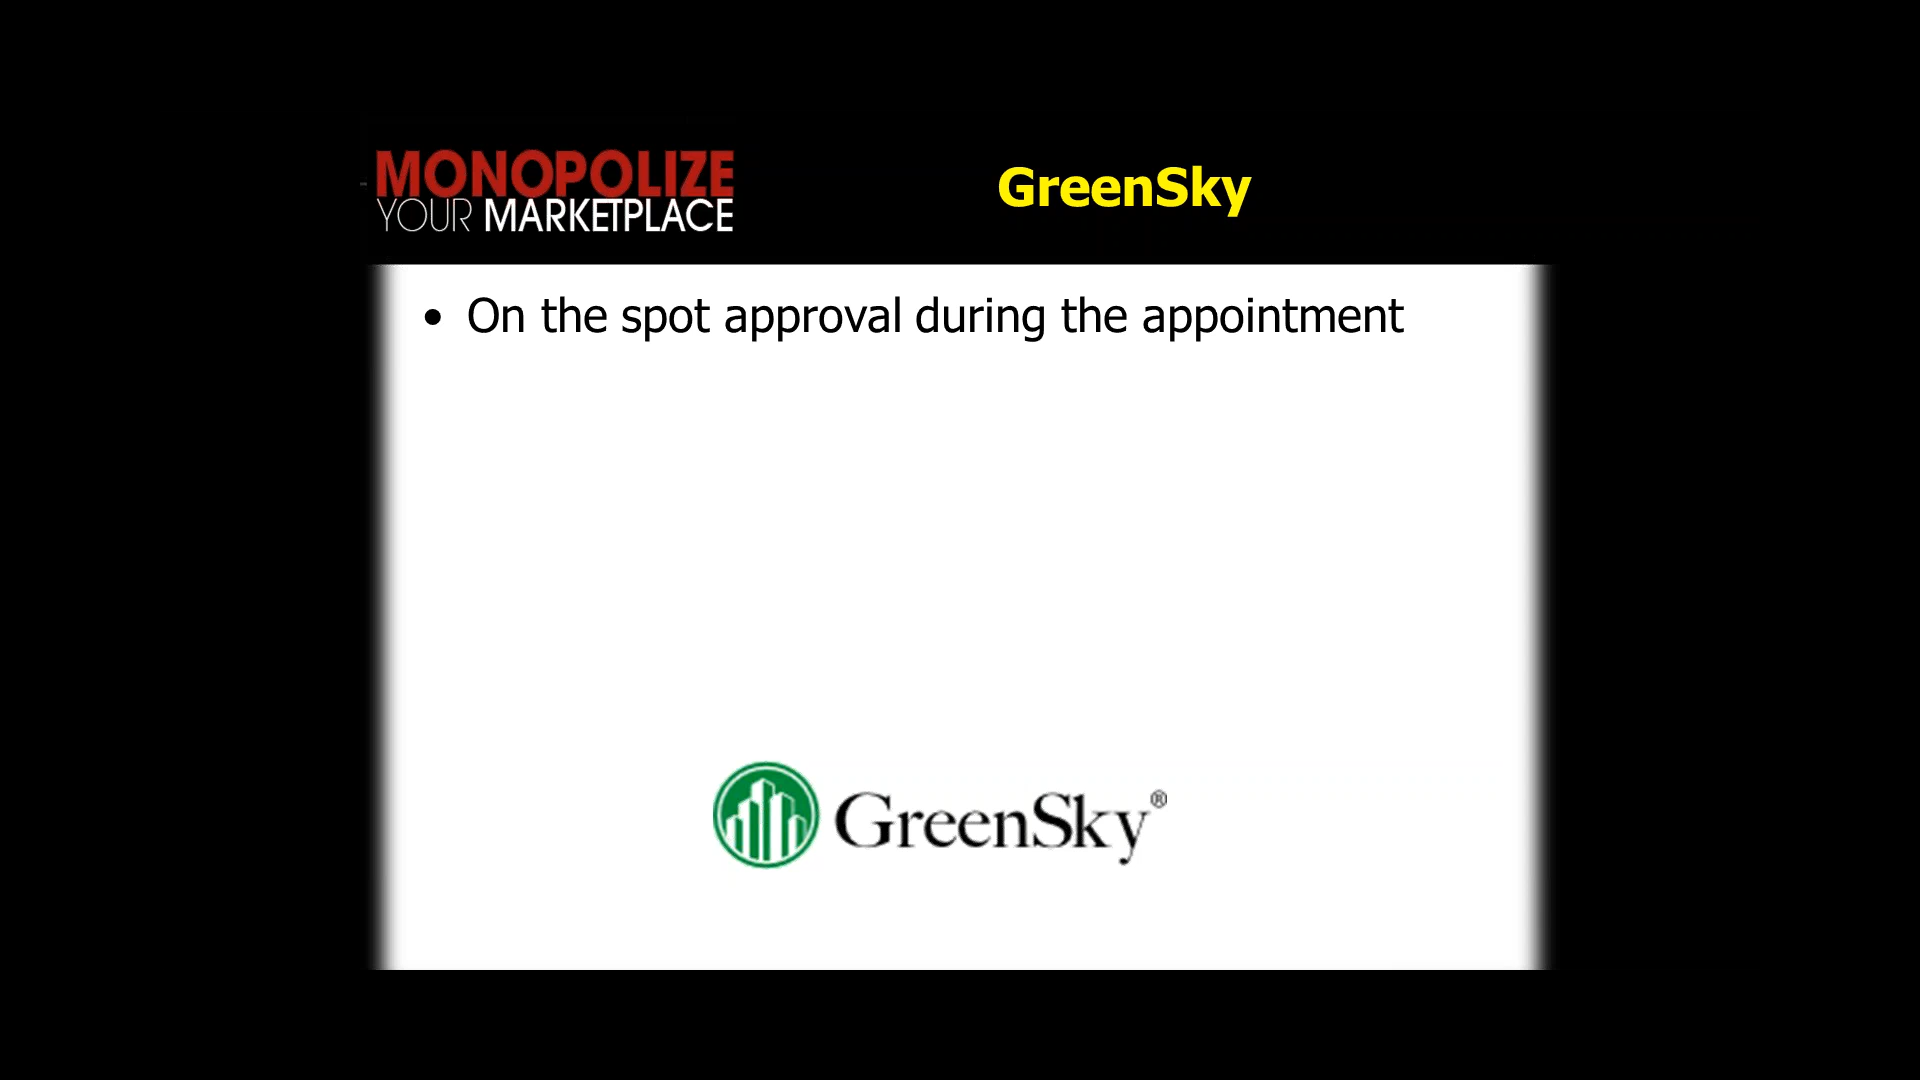 MONOPOLIZE
YOUR MARKETPLACE
GreenSky
• On the spot approval during the appointment
GreenSky®